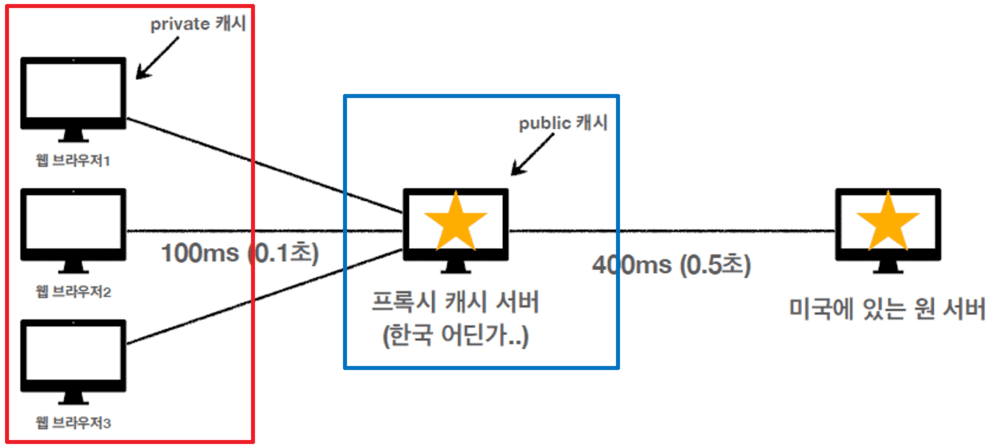 private 캐시
웹 브라우저1
public 캐시
웹 브라우저2
100ms (0.1초)
400ms (0.5초)
프록시 캐시 서버
(한국 어딘가..)
미국에 있는 원 서버
웹 브라우저3